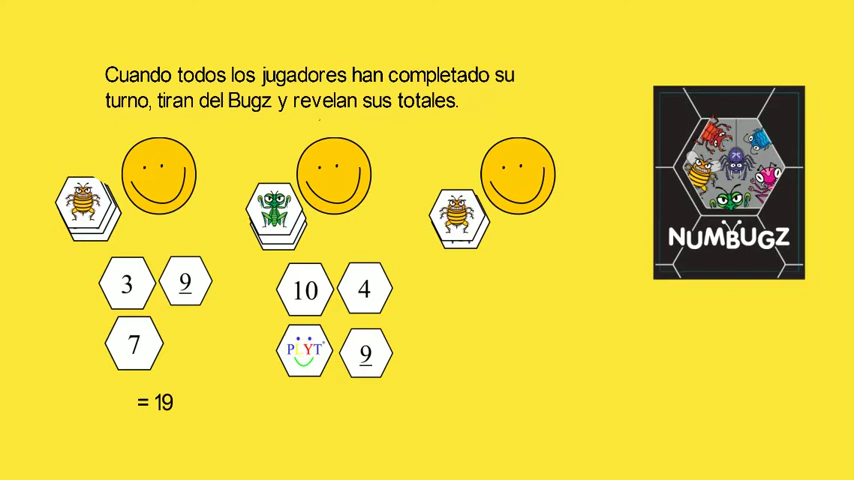 Cuando todos los jugadores han completado su
turno, tiran del Bugz y revelan sus totales.
NUMBUGZ
3 9
10 4
7
PLYT 9
= 19